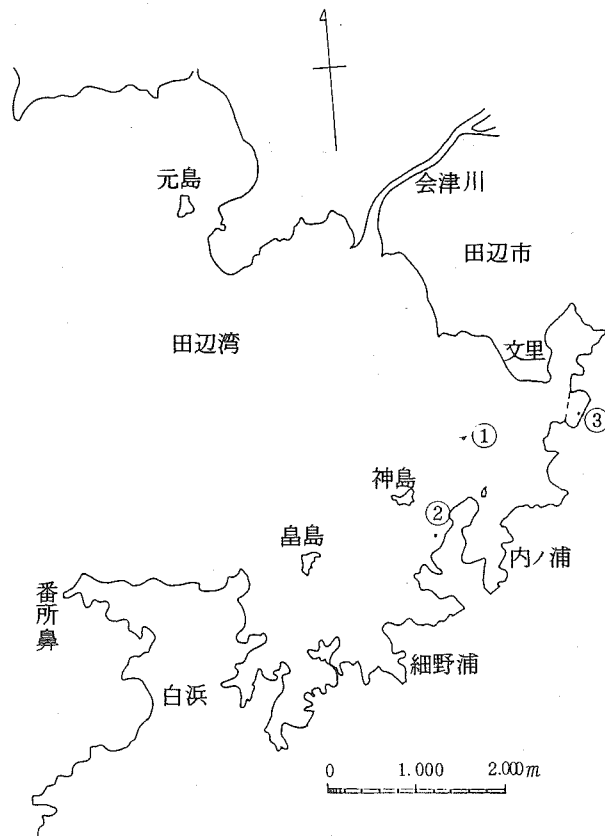 4
元島
会津川
田辺市
田辺湾
文里
③
①
神島
②
畠島
内ノ浦
番所鼻
細野浦
白浜
0 1.000 2.000m